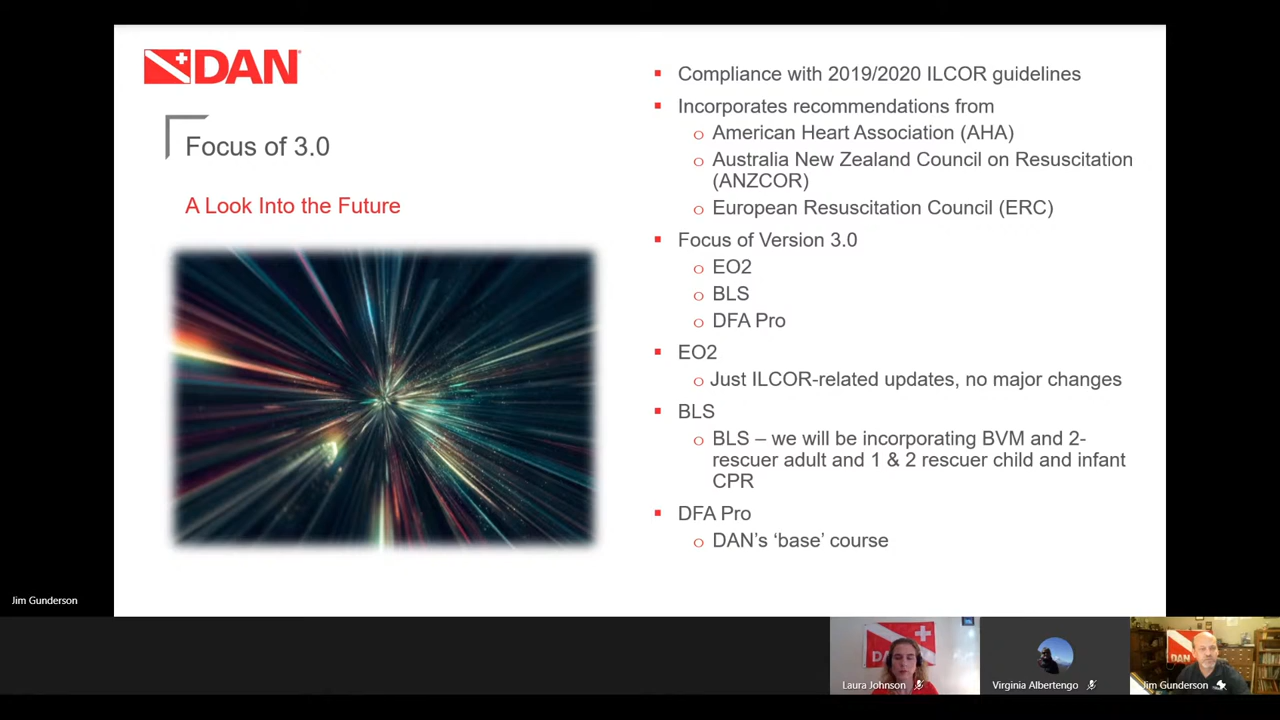 DAN
Focus of 3.0
A Look Into the Future
Compliance with 2019/2020 ILCOR guidelines
Incorporates recommendations from
American Heart Association (AHA)
Australia New Zealand Council on Resuscitation
(ANZCOR)
European Resuscitation Council (ERC)
Focus of Version 3.0
EO2
BLS
DFA Pro
EO2
Just ILCOR-related updates, no major changes
BLS
BLS – we will be incorporating BVM and 2-
rescuer adult and 1 & 2 rescuer child and infant
CPR
DFA Pro
DAN’s ‘base’ course
Jim Gunderson
DAN
Laura Johnson
Virginia Albertengo
DAN
Jim Gunderson